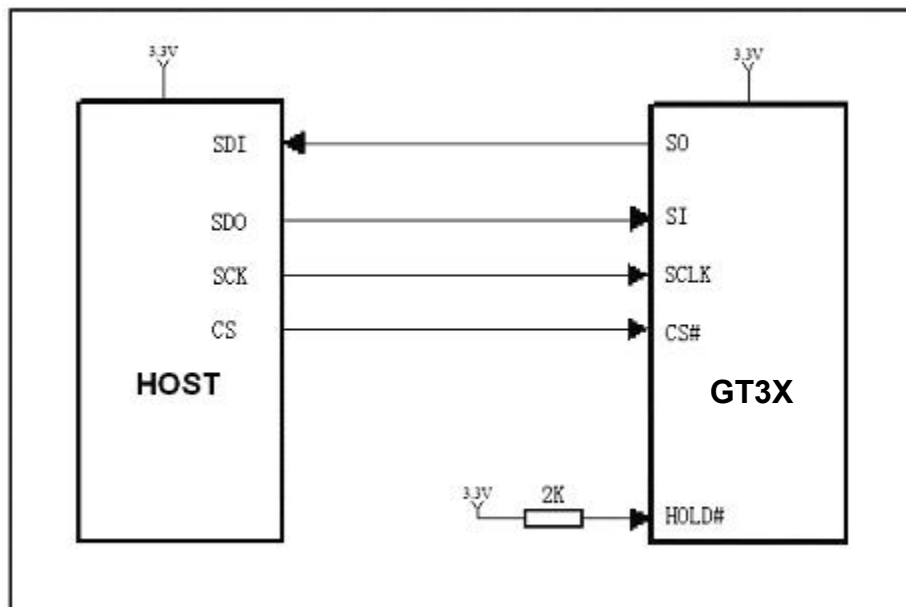 3.3V 3.3V
SDI SO
SDO SI
SCK SCLK
CS CS#
HOST GT3X
3.3V 2K HOLD#